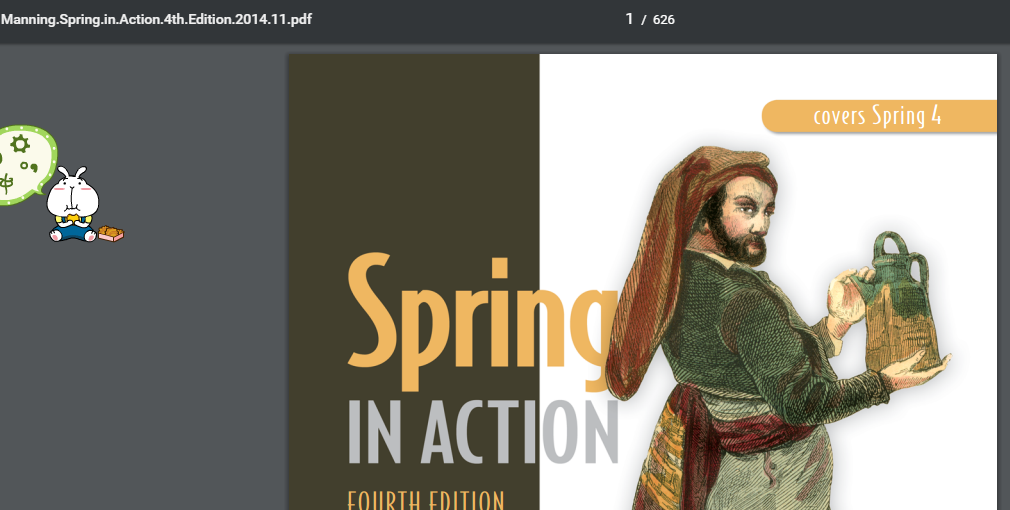 Manning.Spring.in.Action.4th.Edition.2014.11.pdf
1 / 626
covers Spring 4
Spring
IN ACTION
FOURTH EDITION